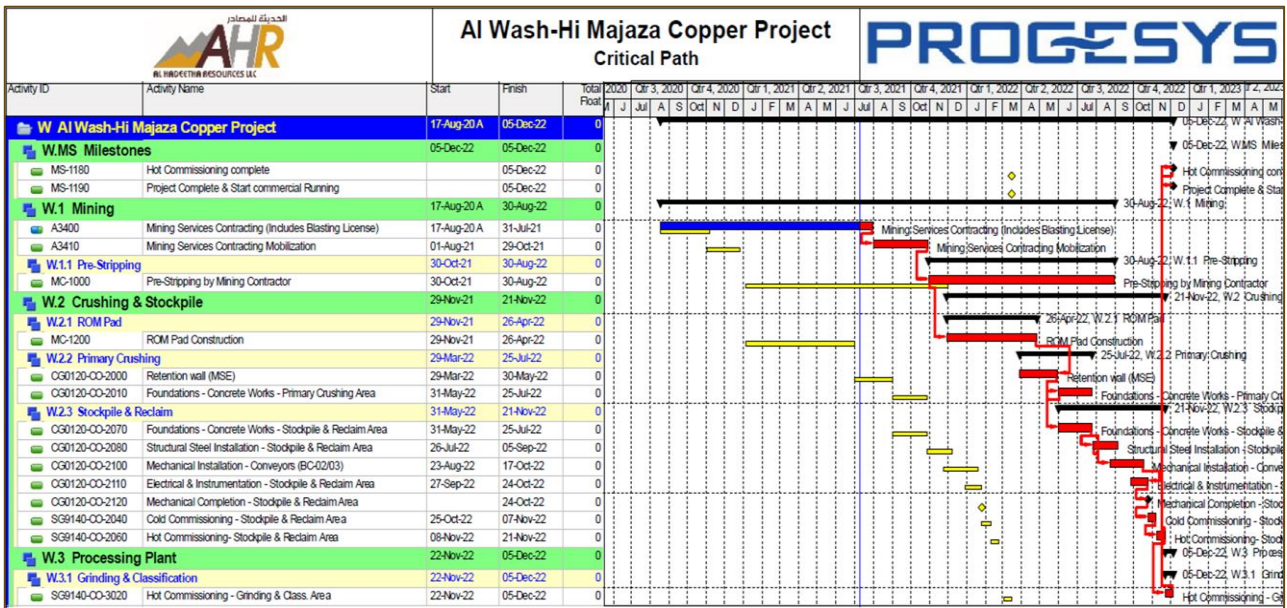 الحديثة للمصادر
AHR
AL HADEETHA RESOURCES LLC
Al Wash-Hi Majaza Copper Project
Critical Path
PROGESYS
Activity ID Activity Name Start Finish Total Float
2020 Qtr 3, 2020 Qtr 4, 2020 Qtr 1, 2021 Qtr 2, 2021 Qtr 3, 2021 Qtr 4, 2021 Qtr 1, 2022 Qtr 2, 2022 Qtr 3, 2022 Qtr 4, 2022 Qtr 1, 2023
M J Jul A S Oct N D J F M A M J Jul A S Oct N D J F M A M J Jul A S Oct N D J F M A M
W Al Wash-Hi Majaza Copper Project 17-Aug-20 A 05-Dec-22 0 05-Dec-22, W Al Wash-
W.MS Milestones 05-Dec-22 05-Dec-22 0 05-Dec-22, W.MS Miles
MS-1180 Hot Commissioning complete 05-Dec-22 0 Hot Commissioning con
MS-1190 Project Complete & Start commercial Running 05-Dec-22 0 Project Complete & Sta
W.1 Mining 17-Aug-20 A 30-Aug-22 0 30-Aug-22, W.1 Mining
A3400 Mining Services Contracting (Includes Blasting License) 17-Aug-20 A 31-Jul-21 0 Mining Services Contracting (Includes Blasting License)
A3410 Mining Services Contracting Mobilization 01-Aug-21 29-Oct-21 0 Mining Services Contracting Mobilization
W.1.1 Pre-Stripping 30-Oct-21 30-Aug-22 0 30-Aug-22, W.1.1 Pre-Stripping
MC-1000 Pre-Stripping by Mining Contractor 30-Oct-21 30-Aug-22 0 Pre-Stripping by Mining Contractor
W.2 Crushing & Stockpile 29-Nov-21 21-Nov-22 0 21-Nov-22, W.2 Crushing
W.2.1 ROM Pad 29-Nov-21 26-Apr-22 0 26-Apr-22, W.2.1 ROM Pad
MC-1200 ROM Pad Construction 29-Nov-21 26-Apr-22 0 ROM Pad Construction
W.2.2 Primary Crushing 29-Mar-22 25-Jul-22 0 25-Jul-22, W.2.2 Primary Crushing
CG0120-CO-2000 Retention wall (MSE) 29-Mar-22 30-May-22 0 Retention wall (MSE)
CG0120-CO-2010 Foundations - Concrete Works - Primary Crushing Area 31-May-22 25-Jul-22 0 Foundations - Concrete Works - Primary Cru
W.2.3 Stockpile & Reclaim 31-May-22 21-Nov-22 0 21-Nov-22, W.2.3 Stockp
CG0120-CO-2070 Foundations - Concrete Works - Stockpile & Reclaim Area 31-May-22 25-Jul-22 0 Foundations - Concrete Works - Stockpile &
CG0120-CO-2080 Structural Steel Installation - Stockpile & Reclaim Area 26-Jul-22 05-Sep-22 0 Structural Steel Installation - Stockpile
CG0120-CO-2100 Mechanical Installation - Conveyors (BC-02/03) 23-Aug-22 17-Oct-22 0 Mechanical Installation - Conve
CG0120-CO-2110 Electrical & Instrumentation - Stockpile & Reclaim Area 27-Sep-22 24-Oct-22 0 Electrical & Instrumentation -
CG0120-CO-2120 Mechanical Completion - Stockpile & Reclaim Area 24-Oct-22 0 Mechanical Completion - Stoc
SG9140-CO-2040 Cold Commissioning - Stockpile & Reclaim Area 25-Oct-22 07-Nov-22 0 Cold Commissioning - Stock
SG9140-CO-2060 Hot Commissioning- Stockpile & Reclaim Area 08-Nov-22 21-Nov-22 0 Hot Commissioning- Stock
W.3 Processing Plant 22-Nov-22 05-Dec-22 0 05-Dec-22, W.3 Proces
W.3.1 Grinding & Classification 22-Nov-22 05-Dec-22 0 05-Dec-22, W.3.1 Grind
SG9140-CO-3020 Hot Commissioning - Grinding & Class. Area 22-Nov-22 05-Dec-22 0 Hot Commissioning - G